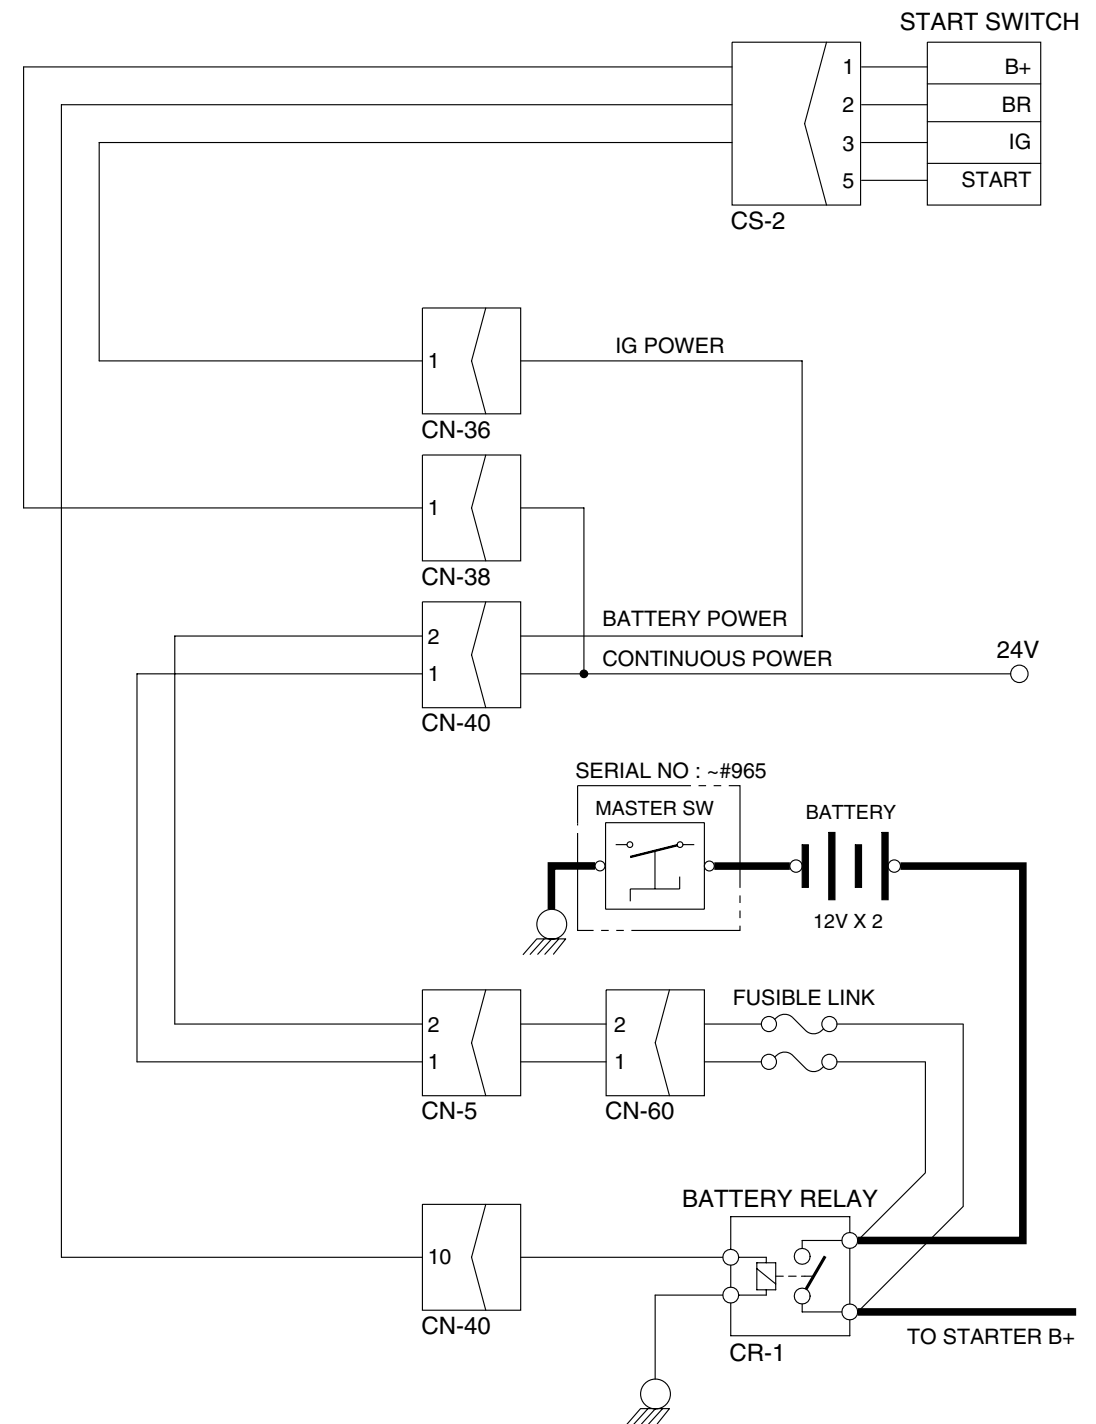 START SWITCH
1 B+
2 BR
3 IG
5 START
CS-2
IG POWER
1
CN-36
1
CN-38
BATTERY POWER
2
CONTINUOUS POWER
24V
1
CN-40
SERIAL NO : ~#965
MASTER SW
BATTERY
12V X 2
FUSIBLE LINK
2 2
1 1
CN-5 CN-60
BATTERY RELAY
10
CN-40
TO STARTER B+
CR-1